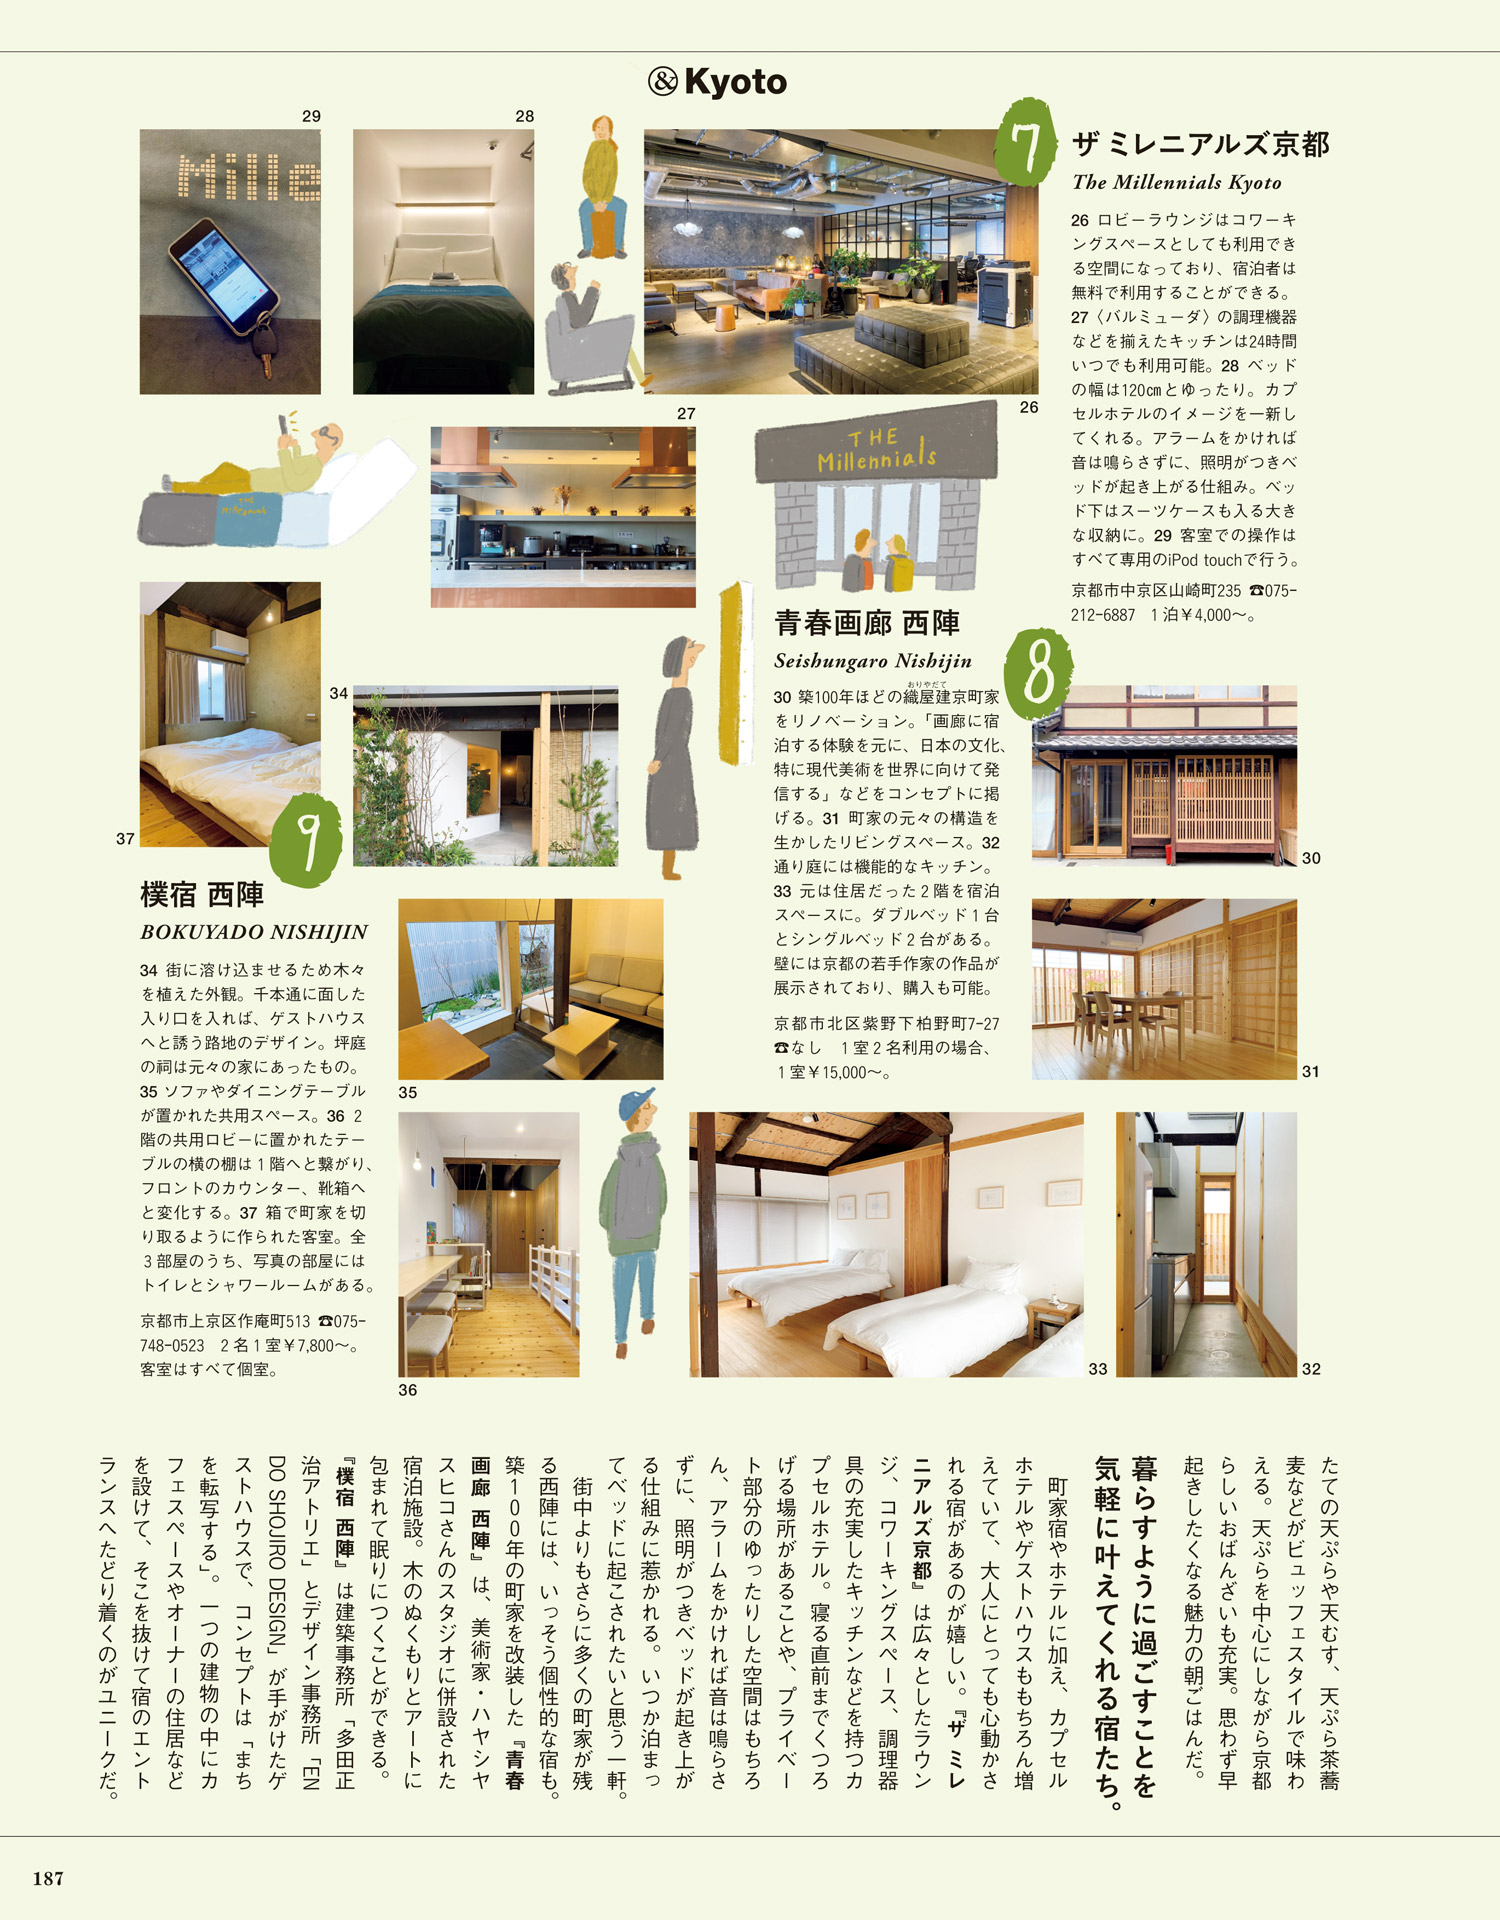 &Kyoto
29
28
7
ザ ミレニアルズ京都
The Millennials Kyoto
26 ロビーラウンジはコワーキ
ングスペースとしても利用でき
る空間になっており、宿泊者は
無料で利用することができる。
27〈バルミューダ〉の調理機器
などを揃えたキッチンは24時間
いつでも利用可能。28 ベッド
の幅は120㎝とゆったり。カプ
セルホテルのイメージを一新し
てくれる。アラームをかければ
音は鳴らさずに、照明がつきベ
ッドが起き上がる仕組み。ベッ
ド下はスーツケースも入る大き
な収納に。29 客室での操作は
すべて専用のiPod touchで行う。
京都市中京区山崎町235 ☎075-
212-6887 1泊￥4,000〜。
Mille
26
27
THE
Millennials
THE
Millennials
青春画廊 西陣
Seishungaro Nishijin
8
おりやだて
30 築100年ほどの織屋建京町家
をリノベーション。「画廊に宿
泊する体験を元に、日本の文化、
特に現代美術を世界に向けて発
信する」などをコンセプトに掲
げる。31 町家の元々の構造を
生かしたリビングスペース。32
通り庭には機能的なキッチン。
33 元は住居だった2階を宿泊
スペースに。ダブルベッド1台
とシングルベッド2台がある。
壁には京都の若手作家の作品が
展示されており、購入も可能。
京都市北区紫野下柏野町7-27
☎なし 1室2名利用の場合、
1室￥15,000〜。
34
37
9
30
樸宿 西陣
BOKUYADO NISHIJIN
34 街に溶け込ませるため木々
を植えた外観。千本通に面した
入り口を入れば、ゲストハウス
へと誘う路地のデザイン。坪庭
の祠は元々の家にあったもの。
35 ソファやダイニングテーブル
が置かれた共用スペース。36 2
階の共用ロビーに置かれたテー
ブルの横の棚は1階へと繋がり、
フロントのカウンター、靴箱へ
と変化する。37 箱で町家を切
り取るように作られた客室。全
3部屋のうち、写真の部屋には
トイレとシャワールームがある。
京都市上京区作庵町513 ☎075-
748-0523 2名1室￥7,800〜。
客室はすべて個室。
35
31
36
33
32
たての天ぷらや天むす、天ぷら茶蕎
麦などがビュッフェスタイルで味わ
える。天ぷらを中心にしながら京都
らしいおばんざいも充実。思わず早
起きしたくなる魅力の朝ごはんだ。
暮らすように過ごすことを
気軽に叶えてくれる宿たち。
町家宿やホテルに加え、カプセル
ホテルやゲストハウスももちろん増
えていて、大人にとっても心動かさ
れる宿があるのが嬉しい。『ザ ミレ
ニアルズ京都』は広々としたラウン
ジ、コワーキングスペース、調理器
具の充実したキッチンなどを持つカ
プセルホテル。寝る直前までくつろ
げる場所があることや、プライベー
ト部分のゆったりした空間はもちろ
ん、アラームをかければ音は鳴らさ
ずに、照明がつきベッドが起き上が
る仕組みに惹かれる。いつか泊まっ
てベッドに起こされたいと思う一軒。
街中よりもさらに多くの町家が残
る西陣には、いっそう個性的な宿も。
築100年の町家を改装した『青春
画廊 西陣』は、美術家・ハヤシヤ
スヒコさんのスタジオに併設された
宿泊施設。木のぬくもりとアートに
包まれて眠りにつくことができる。
『樸宿 西陣』は建築事務所「多田正
治アトリエ」とデザイン事務所「EN
DO SHOJIRO DESIGN」が手がけたゲ
ストハウスで、コンセプトは「まち
を転写する」。一つの建物の中にカ
フェスペースやオーナーの住居など
を設けて、そこを抜けて宿のエント
ランスへたどり着くのがユニークだ。
187